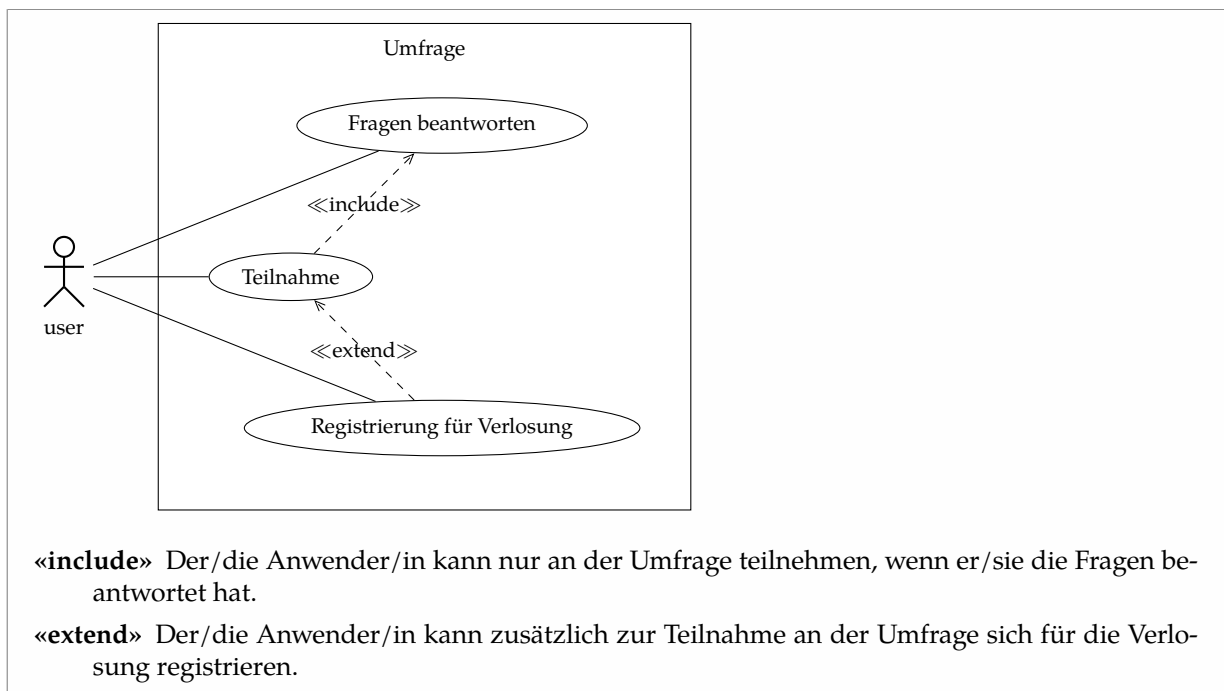 Umfrage
Fragen beantworten
≪include≫
Teilnahme
user
≪extend≫
Registrierung für Verlosung
«include» Der/die Anwender/in kann nur an der Umfrage teilnehmen, wenn er/sie die Fragen be-
antwortet hat.
«extend» Der/die Anwender/in kann zusätzlich zur Teilnahme an der Umfrage sich für die Verlo-
sung registrieren.